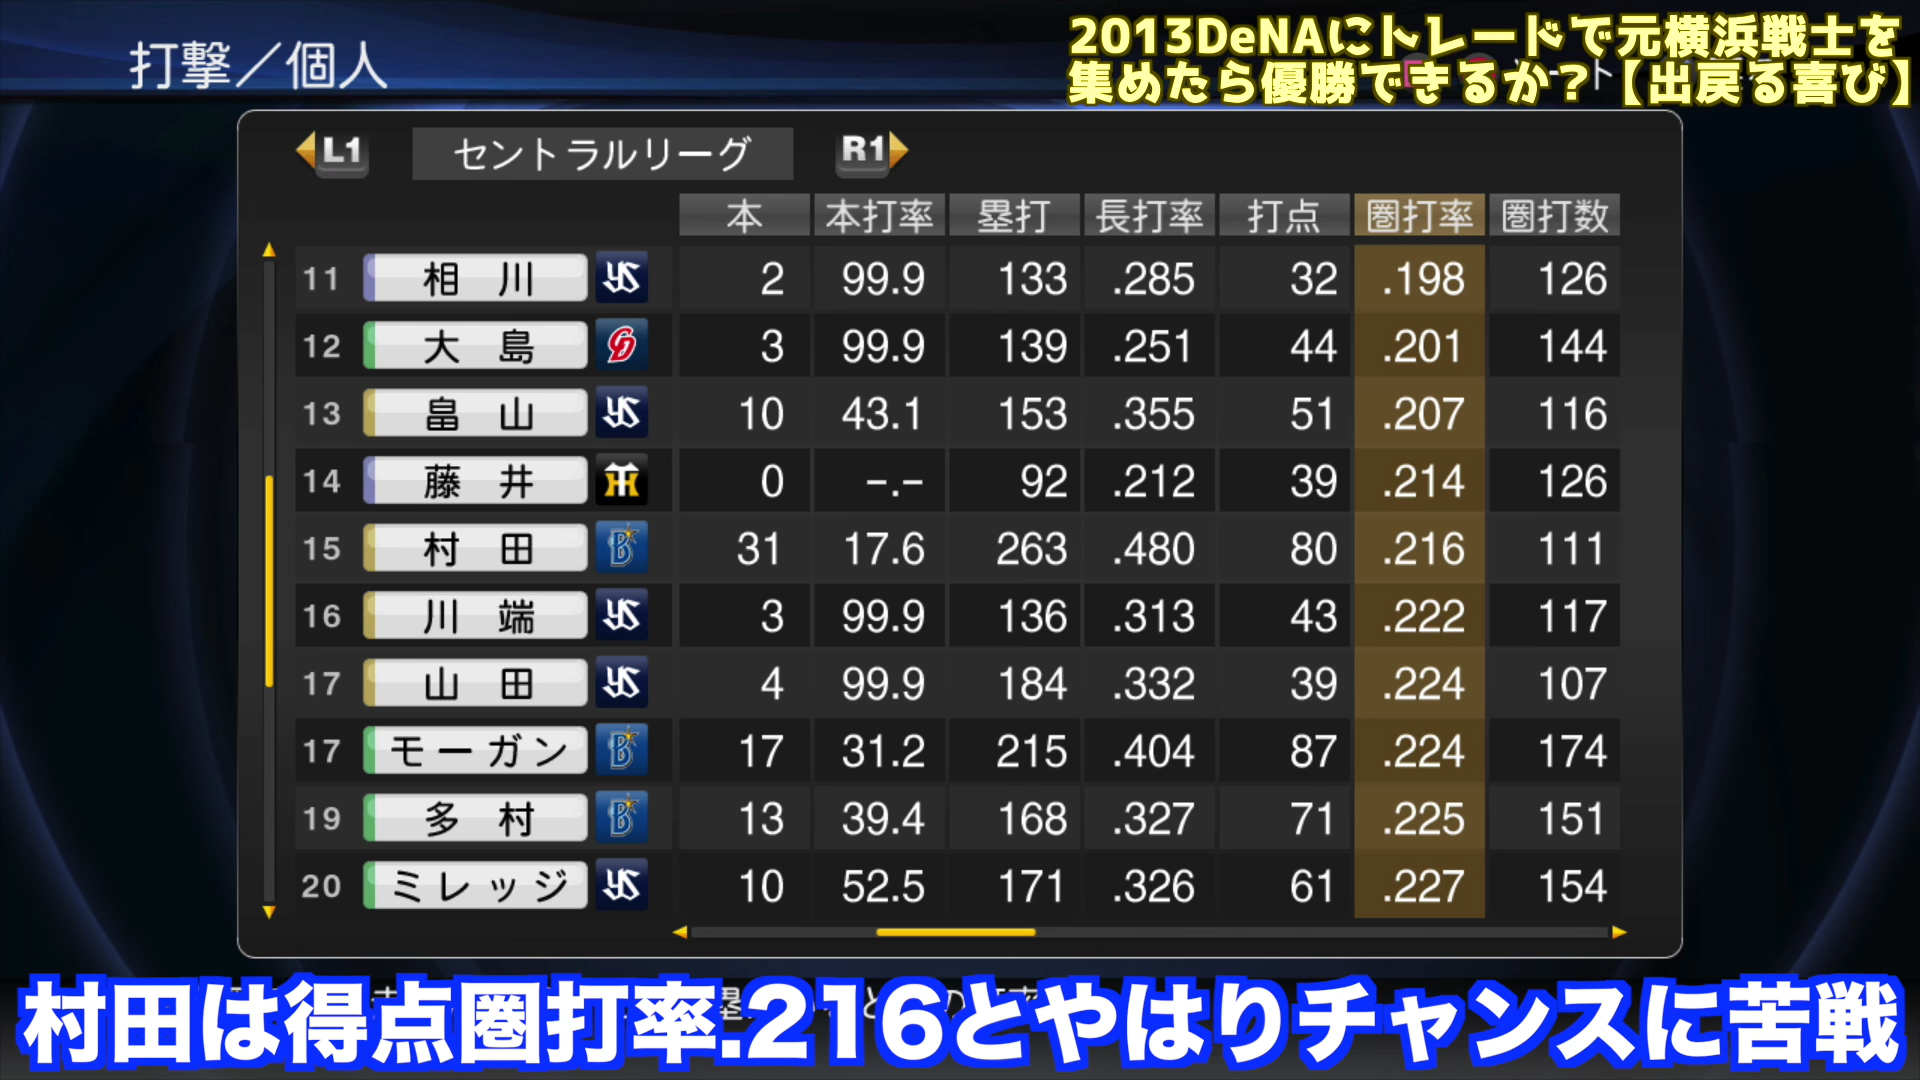 打撃／個人
2013DeNAにトレードで元横浜戦士を
集めたら優勝できるか？【出戻る喜び】
L1 セントラルリーグ R1
本 本打率 塁打 長打率 打点 圏打率 圏打数
11 相川 YS 2 99.9 133 .285 32 .198 126
12 大島 D 3 99.9 139 .251 44 .201 144
13 畠山 YS 10 43.1 153 .355 51 .207 116
14 藤井 HT 0 -.- 92 .212 39 .214 126
15 村田 B 31 17.6 263 .480 80 .216 111
16 川端 YS 3 99.9 136 .313 43 .222 117
17 山田 YS 4 99.9 184 .332 39 .224 107
17 モーガン B 17 31.2 215 .404 87 .224 174
19 多村 B 13 39.4 168 .327 71 .225 151
20 ミレッジ YS 10 52.5 171 .326 61 .227 154
村田は得点圏打率.216とやはりチャンスに苦戦